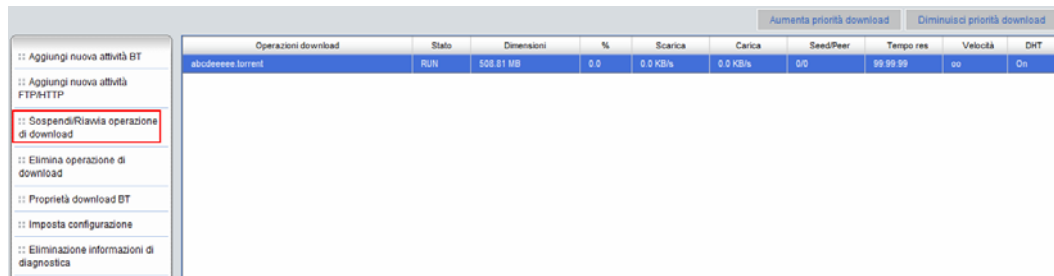 Aumenta priorità download Diminuisci priorità download
Operazioni download Stato Dimensioni % Scarica Carica Seed/Peer Tempo res Velocità DHT
abcdeeeee.torrent RUN 508.81 MB 0.0 0.0 KB/s 0.0 KB/s 0/0 99:99:99 oo On
:: Aggiungi nuova attività BT
:: Aggiungi nuova attività
FTP/HTTP
:: Sospendi/Riavvia operazione
di download
:: Elimina operazione di
download
:: Proprietà download BT
:: Imposta configurazione
:: Eliminazione informazioni di
diagnostica